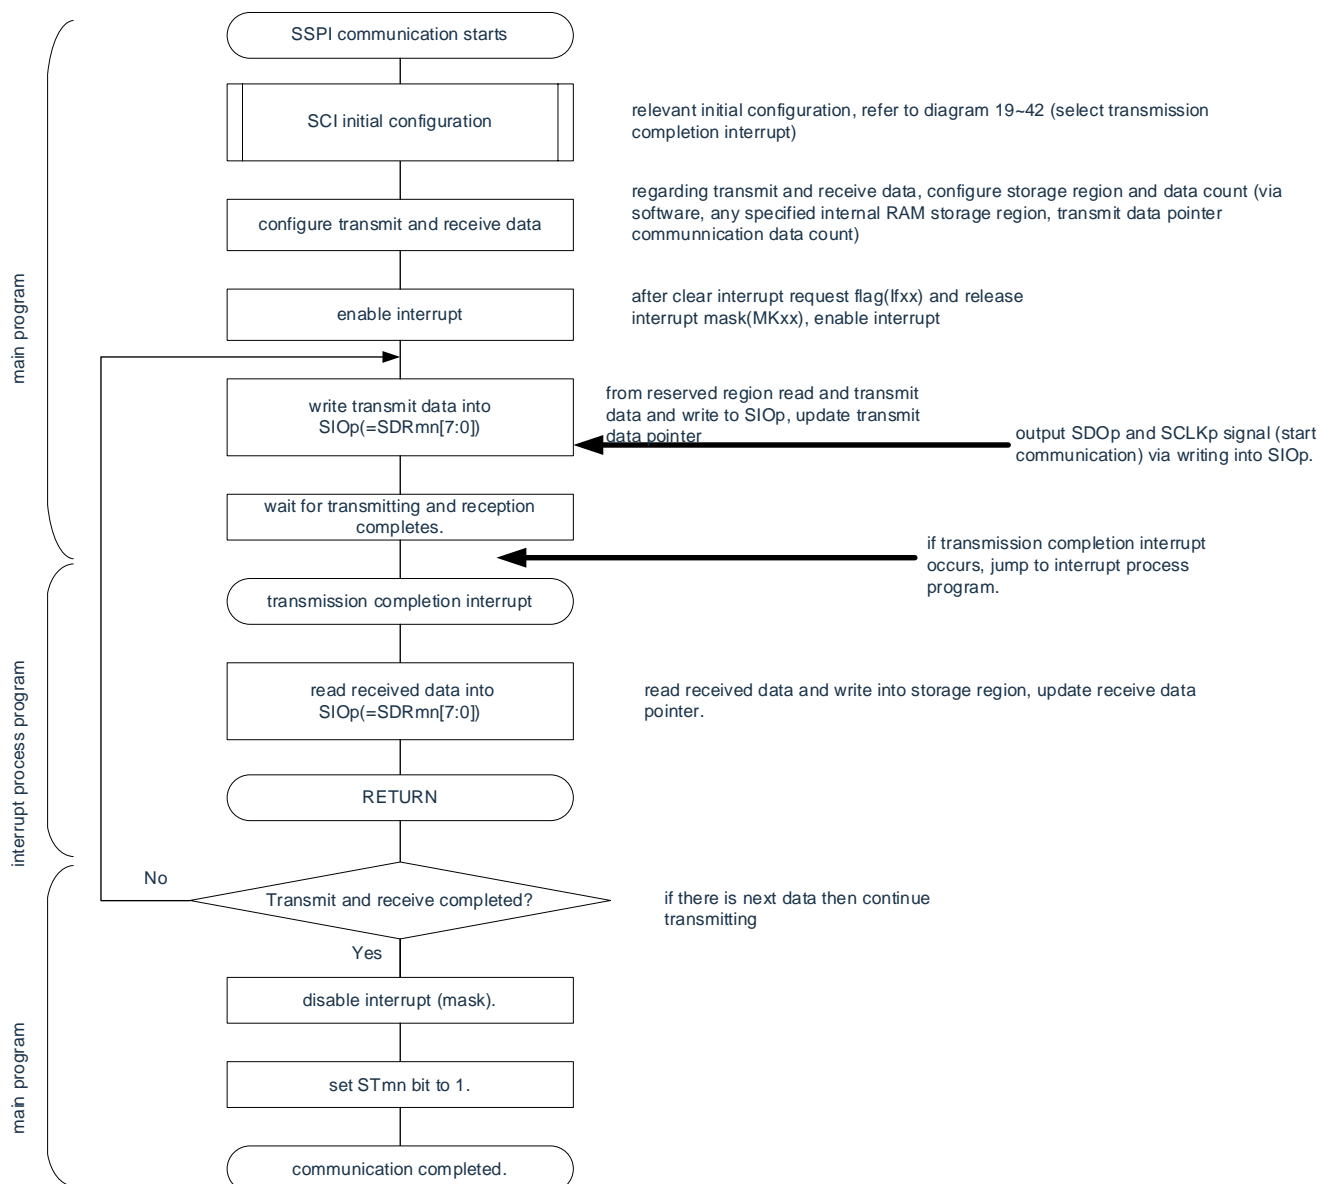 SSPI communication starts
SCI initial configuration
relevant initial configuration, refer to diagram 19~42 (select transmission
completion interrupt)
configure transmit and receive data
regarding transmit and receive data, configure storage region and data count (via
software, any specified internal RAM storage region, transmit data pointer
communnication data count)
main program
enable interrupt
after clear interrupt request flag(Ifxx) and release
interrupt mask(MKxx), enable interrupt
write transmit data into
SIOp(=SDRmn[7:0])
from reserved region read and transmit
data and write to SIOp, update transmit
data pointer
output SDOp and SCLKp signal (start
communication) via writing into SIOp.
wait for transmitting and reception
completes.
if transmission completion interrupt
occurs, jump to interrupt process
program.
transmission completion interrupt
interrupt process program
read received data into
SIOp(=SDRmn[7:0])
read received data and write into storage region, update receive data
pointer.
RETURN
No
Transmit and receive completed?
if there is next data then continue
transmitting
Yes
disable interrupt (mask).
main program
set STmn bit to 1.
communication completed.